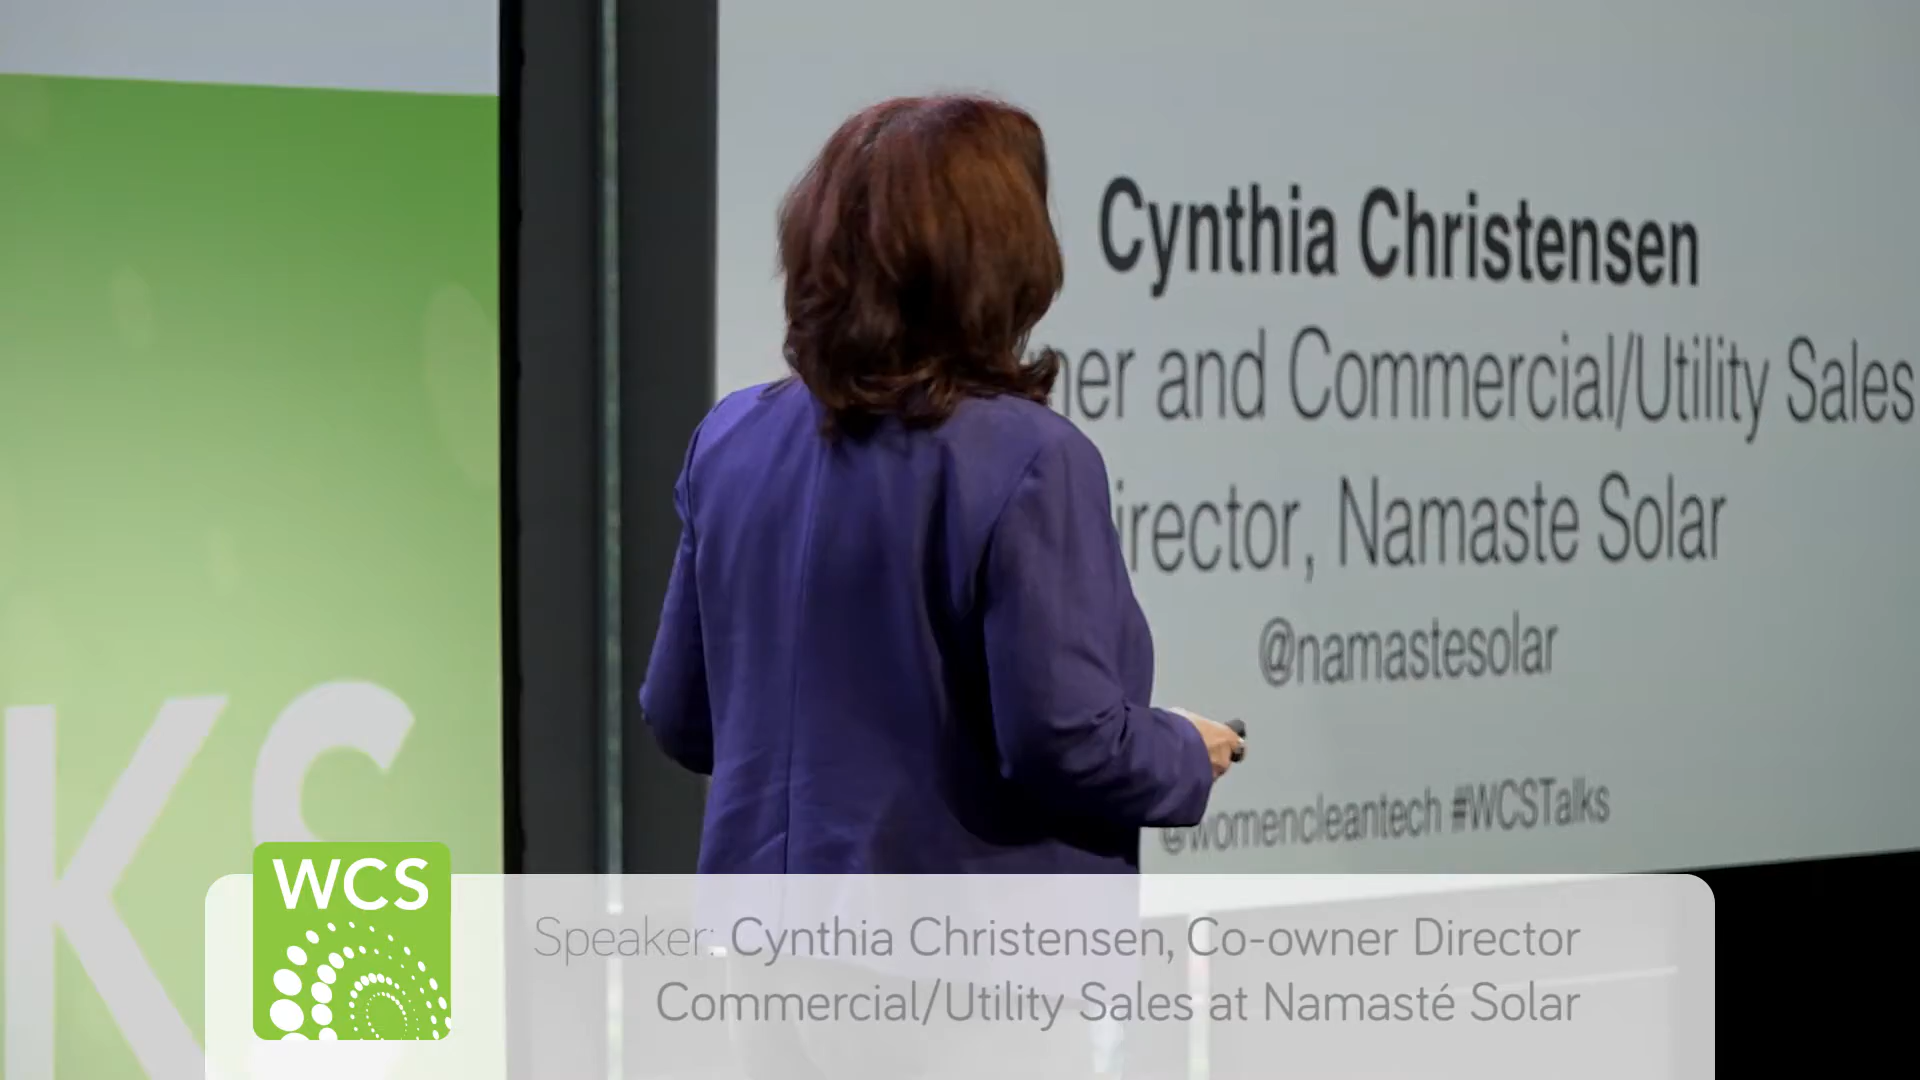 Cynthia Christensen
ner and Commercial/Utility Sales
irector, Namaste Solar
@namastesolar
@womencleantech #WCSTalks
KS
WCS
Speaker: Cynthia Christensen, Co-owner Director
Commercial/Utility Sales at Namasté Solar